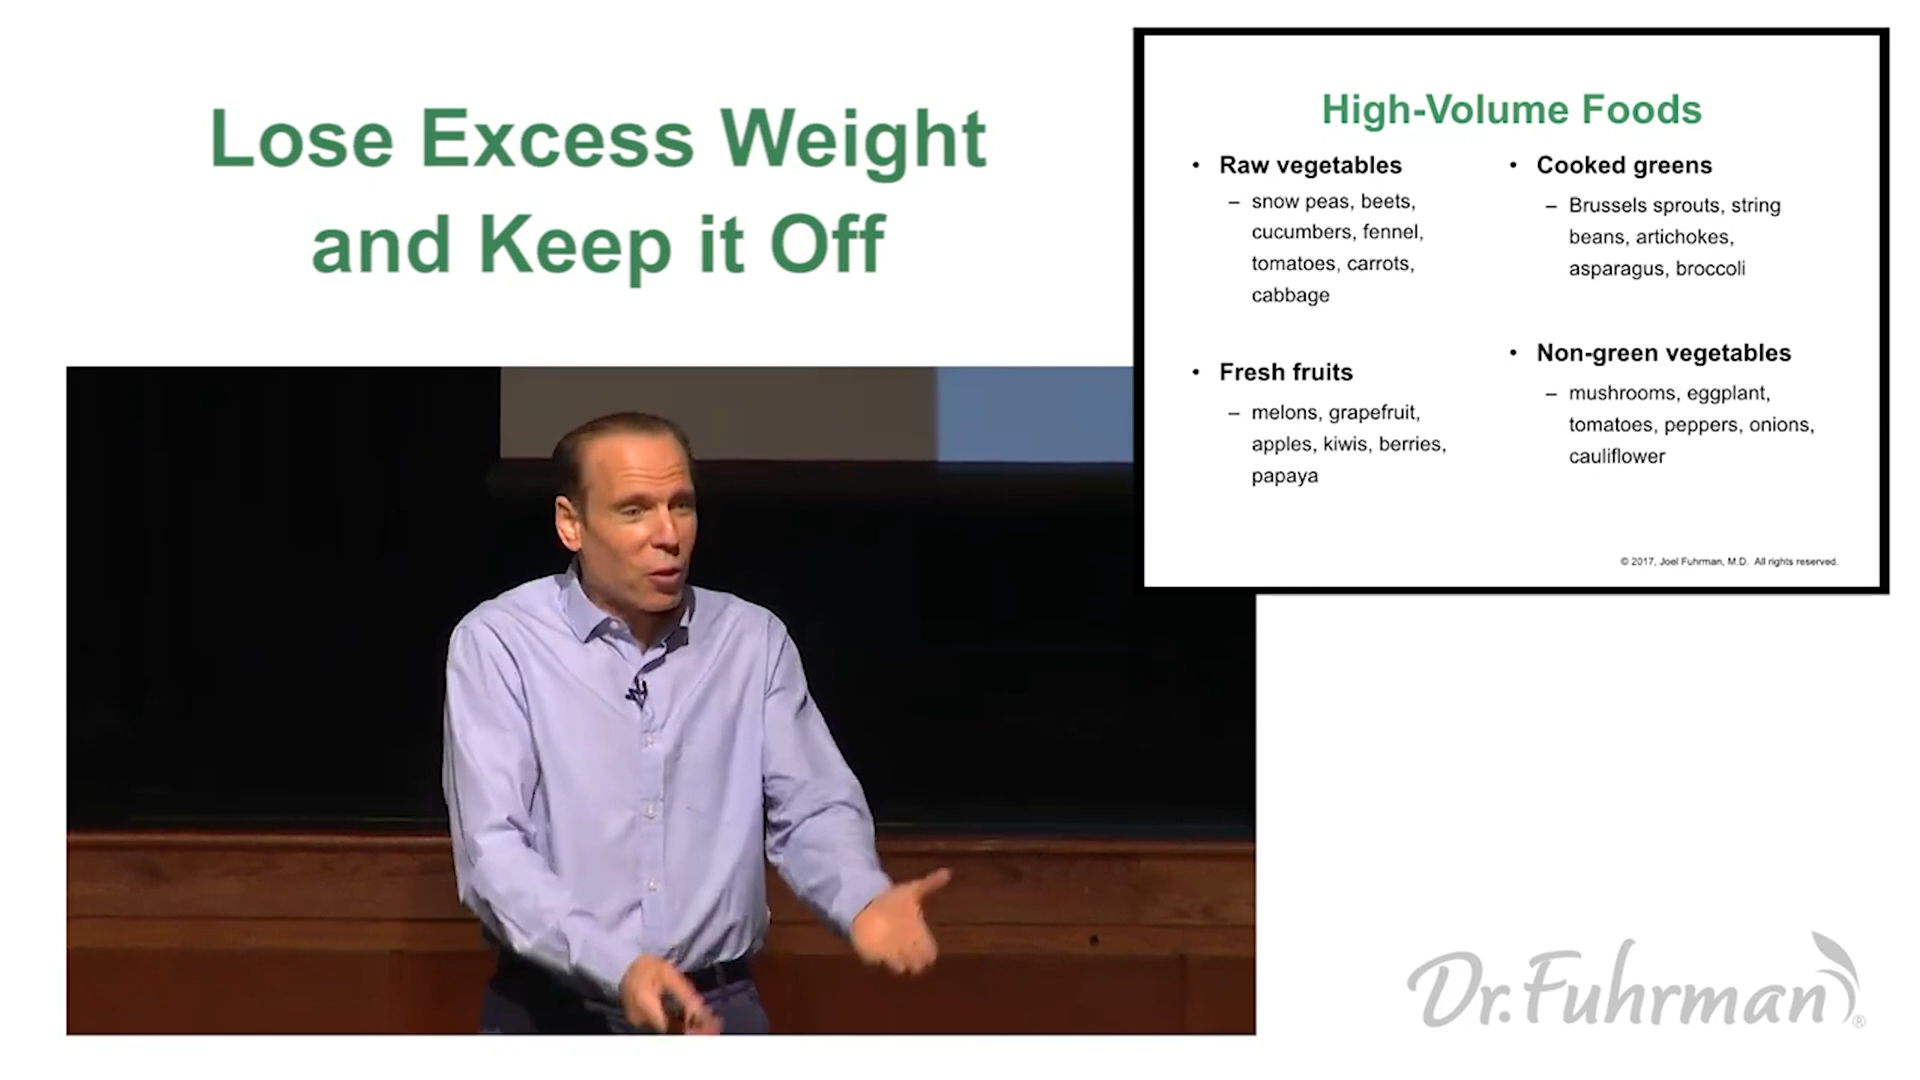 Lose Excess Weight
and Keep it Off
High-Volume Foods
• Raw vegetables
– snow peas, beets,
cucumbers, fennel,
tomatoes, carrots,
cabbage
• Fresh fruits
– melons, grapefruit,
apples, kiwis, berries,
papaya
• Cooked greens
– Brussels sprouts, string
beans, artichokes,
asparagus, broccoli
• Non-green vegetables
– mushrooms, eggplant,
tomatoes, peppers, onions,
cauliflower
© 2017, Joel Fuhrman, M.D. All rights reserved.
Dr. Fuhrman®